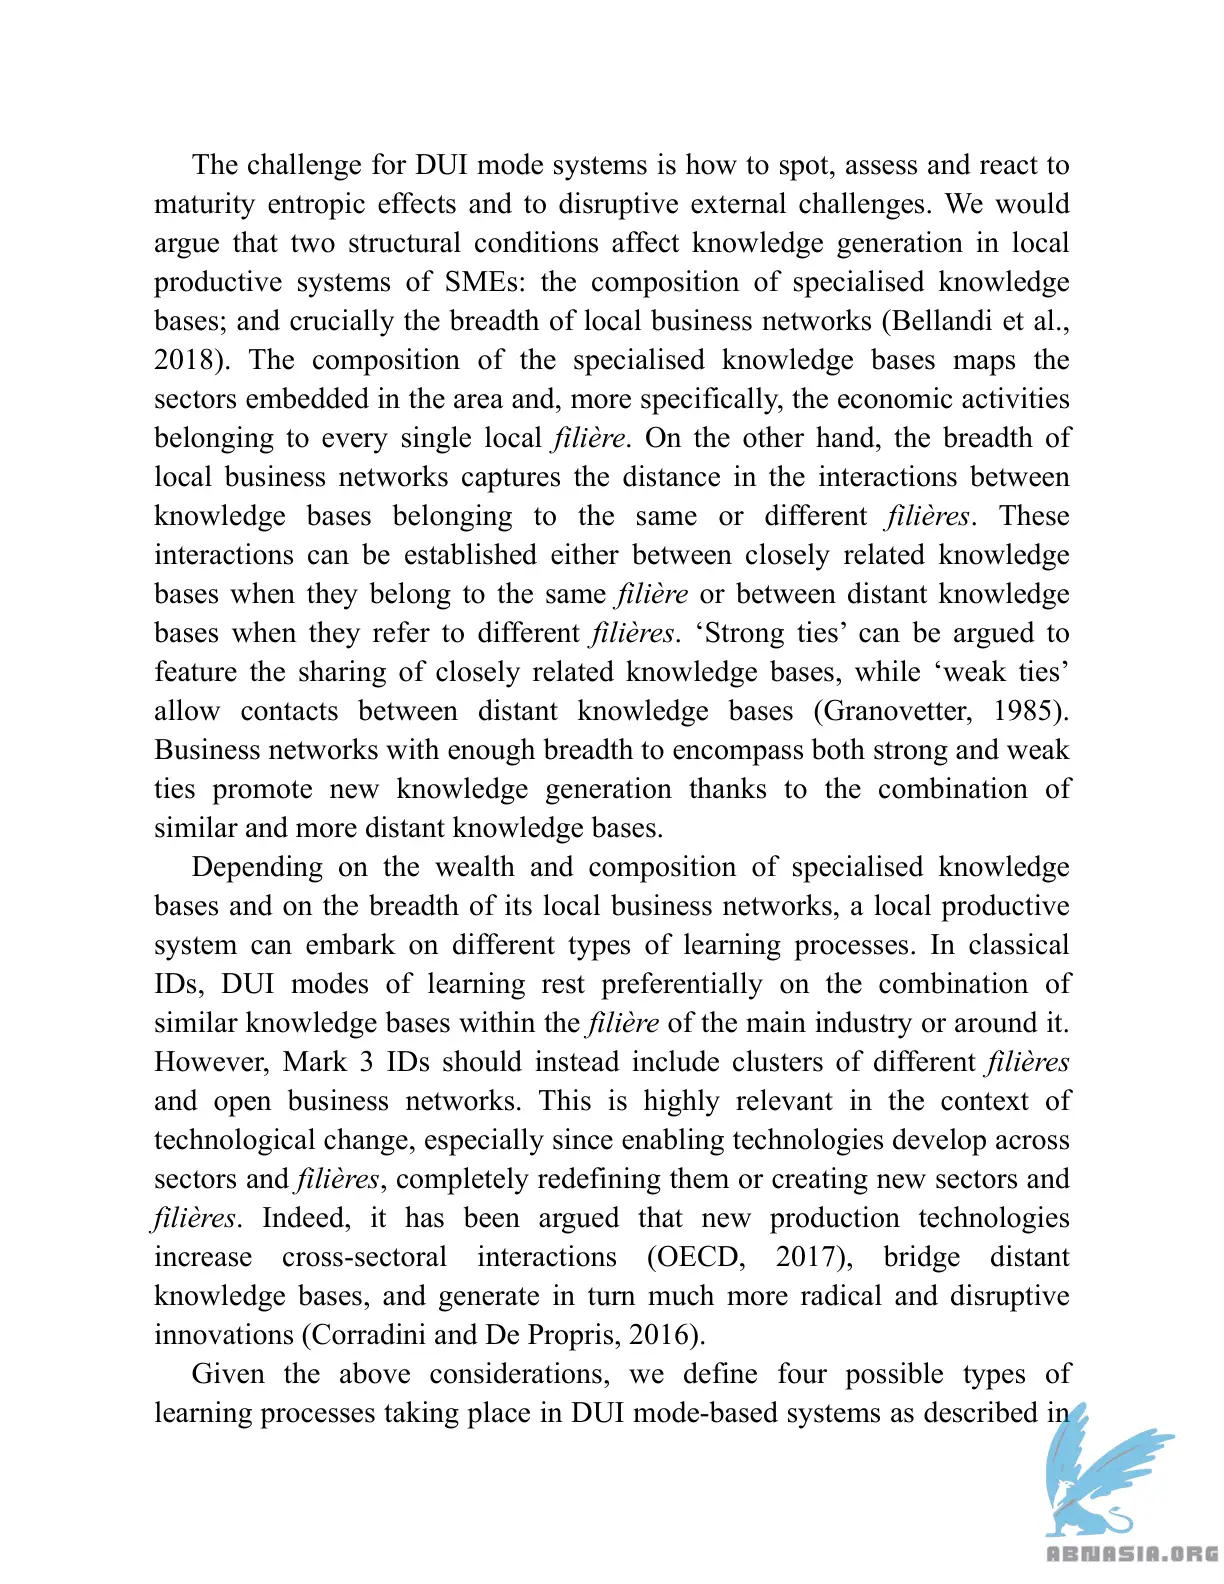 The challenge for DUI mode systems is how to spot, assess and react to
maturity entropic effects and to disruptive external challenges. We would
argue that two structural conditions affect knowledge generation in local
productive systems of SMEs: the composition of specialised knowledge
bases; and crucially the breadth of local business networks (Bellandi et al.,
2018). The composition of the specialised knowledge bases maps the
sectors embedded in the area and, more specifically, the economic activities
belonging to every single local filière. On the other hand, the breadth of
local business networks captures the distance in the interactions between
knowledge bases belonging to the same or different filières. These
interactions can be established either between closely related knowledge
bases when they belong to the same filière or between distant knowledge
bases when they refer to different filières. ‘Strong ties’ can be argued to
feature the sharing of closely related knowledge bases, while ‘weak ties’
allow contacts between distant knowledge bases (Granovetter, 1985).
Business networks with enough breadth to encompass both strong and weak
ties promote new knowledge generation thanks to the combination of
similar and more distant knowledge bases.
Depending on the wealth and composition of specialised knowledge
bases and on the breadth of its local business networks, a local productive
system can embark on different types of learning processes. In classical
IDs, DUI modes of learning rest preferentially on the combination of
similar knowledge bases within the filière of the main industry or around it.
However, Mark 3 IDs should instead include clusters of different filières
and open business networks. This is highly relevant in the context of
technological change, especially since enabling technologies develop across
sectors and filières, completely redefining them or creating new sectors and
filières. Indeed, it has been argued that new production technologies
increase cross-sectoral interactions (OECD, 2017), bridge distant
knowledge bases, and generate in turn much more radical and disruptive
innovations (Corradini and De Propris, 2016).
Given the above considerations, we define four possible types of
learning processes taking place in DUI mode-based systems as described in
ABNASIA.ORG